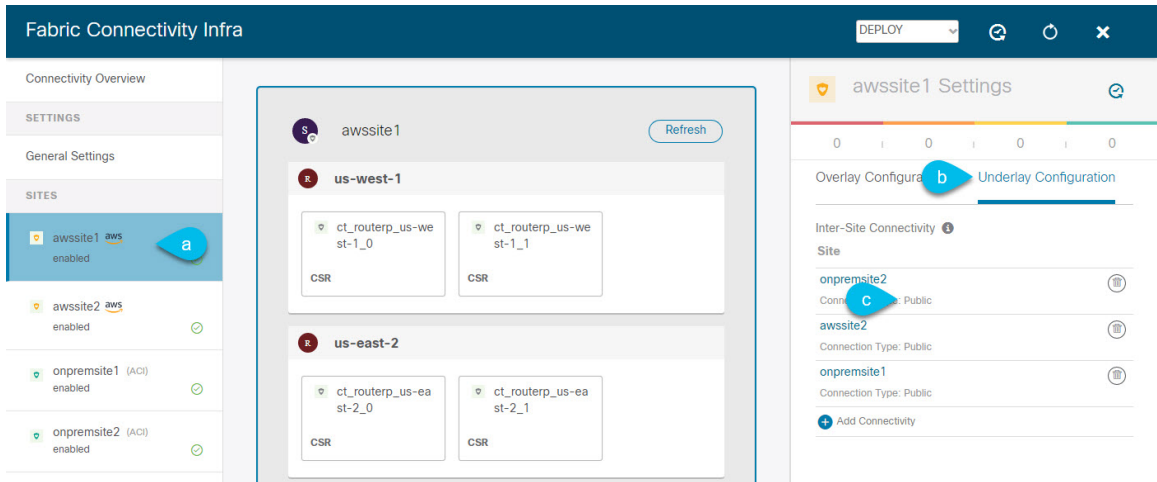 Fabric Connectivity Infra
DEPLOY
Connectivity Overview
SETTINGS
General Settings
SITES
awssite1 aws
enabled
a
awssite2 aws
enabled
onpremsite1 (ACI)
enabled
onpremsite2 (ACI)
enabled
S
awssite1
Refresh
R us-west-1
ct_routerp_us-we
st-1_0
CSR
ct_routerp_us-we
st-1_1
CSR
R us-east-2
ct_routerp_us-ea
st-2_0
CSR
ct_routerp_us-ea
st-2_1
CSR
awssite1 Settings
0 0 0 0
Overlay Configura
b
Underlay Configuration
Inter-Site Connectivity
Site
onpremsite2
Conn c : Public
awssite2
Connection Type: Public
onpremsite1
Connection Type: Public
Add Connectivity